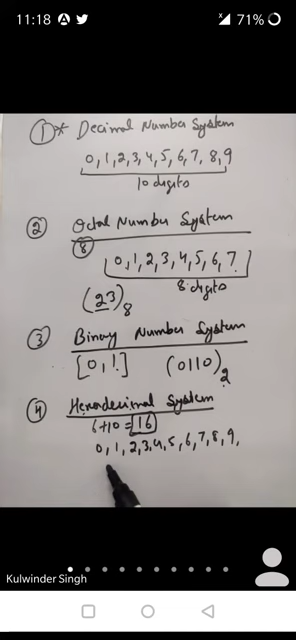 11:18 71%
① * Decimal Number System
0, 1, 2, 3, 4, 5, 6, 7, 8, 9
10 digits
② Octal Number System
⑧ 0, 1, 2, 3, 4, 5, 6, 7
8 digits
(23)₈
③ Binary Number System
[0, 1] (0110)₂
④ Hexadecimal System
6+10 = 16
0, 1, 2, 3, 4, 5, 6, 7, 8, 9,
Kulwinder Singh